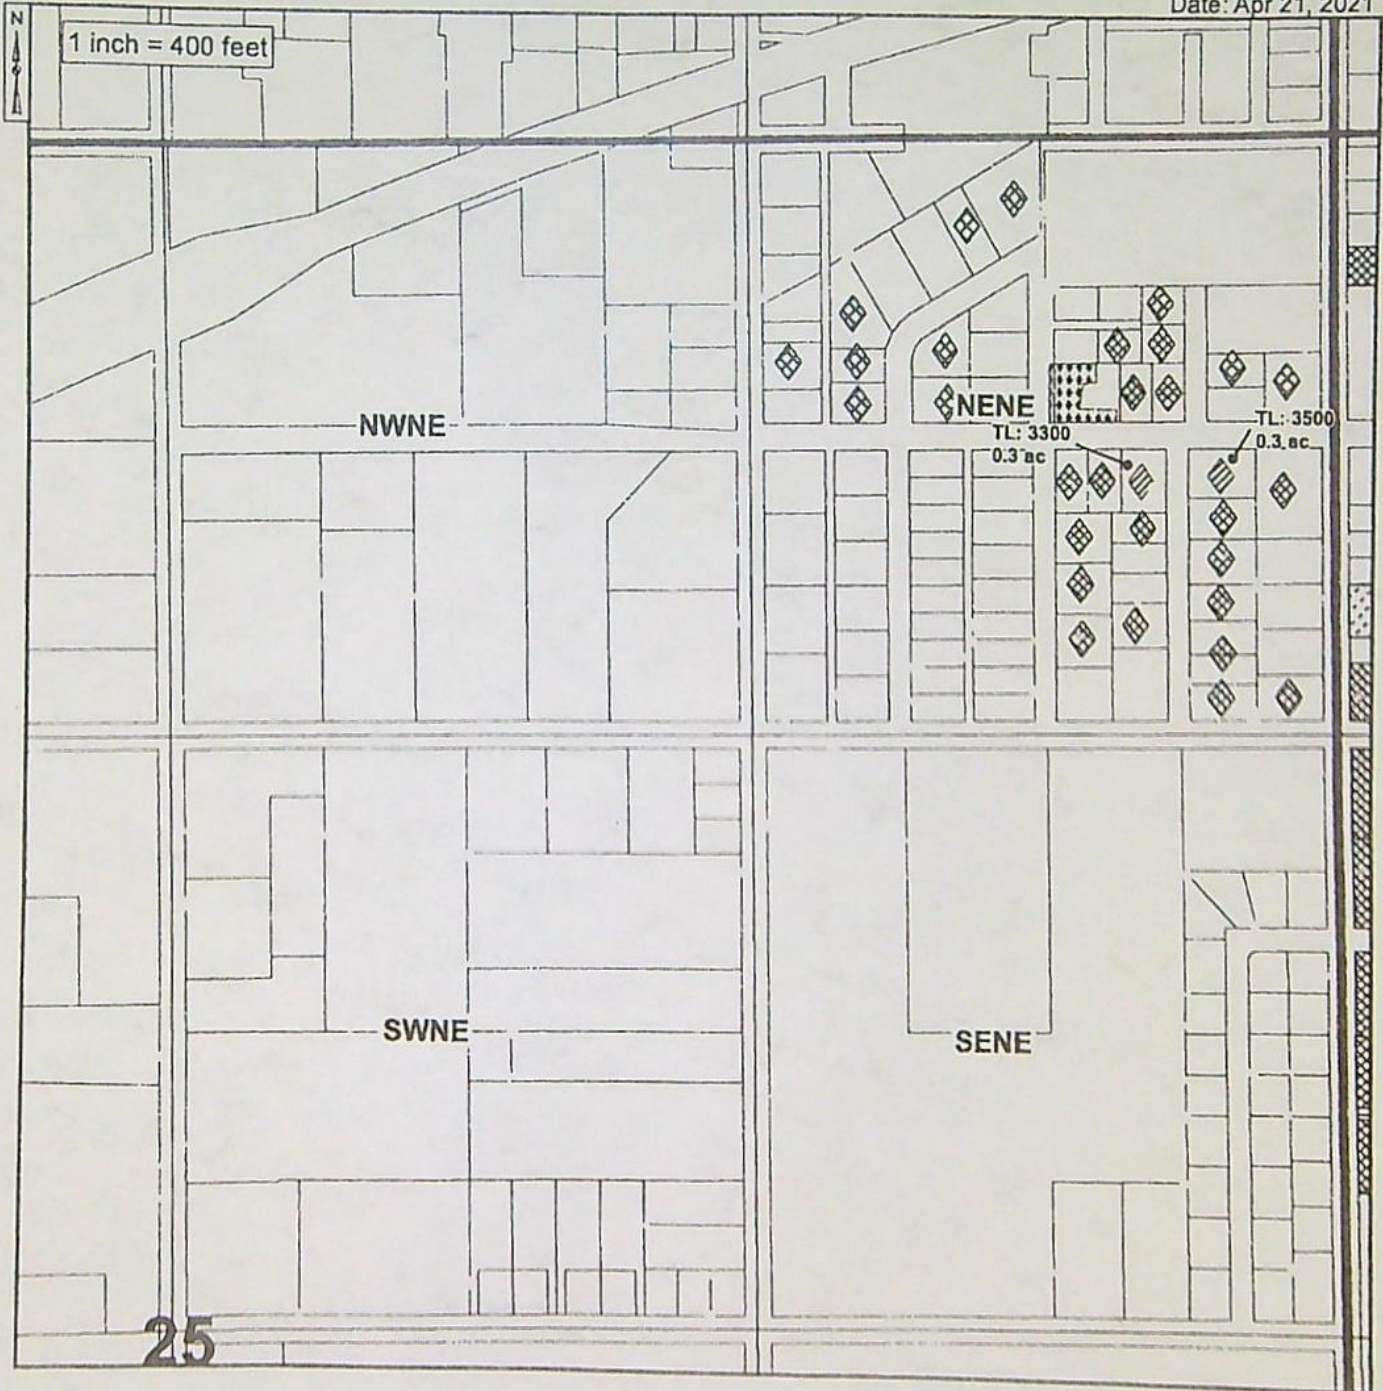 Date: Apr 21, 2021
N
1 inch = 400 feet
NWNE
NENE
TL: 3300
0.3 ac
TL: 3500
0.3 ac
SWNE
SENE
25